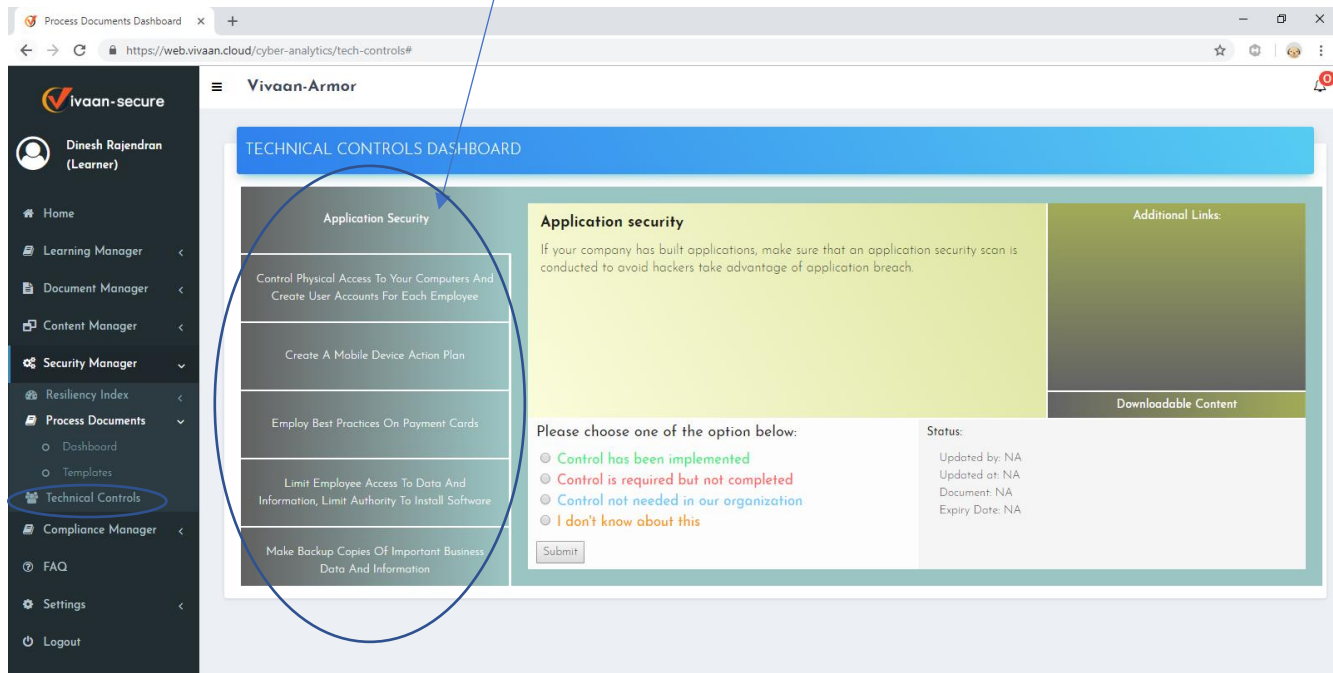 Process Documents Dashboard
https://web.vivaan.cloud/cyber-analytics/tech-controls#
Vivaan-secure
Vivaan-Armor
0
Dinesh Rajendran
(Learner)
Home
Learning Manager
Document Manager
Content Manager
Security Manager
Resiliency Index
Process Documents
Dashboard
Templates
Technical Controls
Compliance Manager
FAQ
Settings
Logout
TECHNICAL CONTROLS DASHBOARD
Application Security
Control Physical Access To Your Computers And
Create User Accounts For Each Employee
Create A Mobile Device Action Plan
Employ Best Practices On Payment Cards
Limit Employee Access To Data And
Information, Limit Authority To Install Software
Make Backup Copies Of Important Business
Data And Information
Application security
If your company has built applications, make sure that an application security scan is
conducted to avoid hackers take advantage of application breach.
Additional Links:
Downloadable Content
Please choose one of the option below:
Control has been implemented
Control is required but not completed
Control not needed in our organization
I don't know about this
Submit
Status:
Updated by: NA
Updated at: NA
Document: NA
Expiry Date: NA